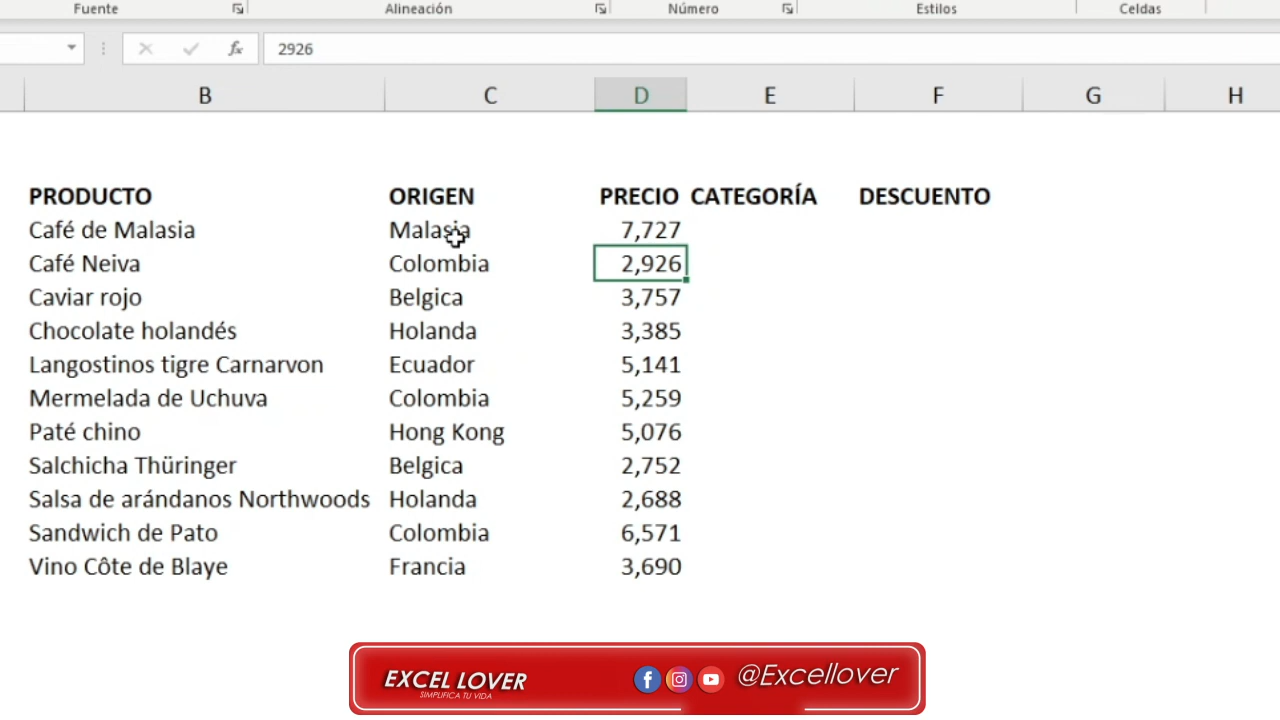 Fuente Alineación Número Estilos Celdas
fx 2926
B C D E F G H
PRODUCTO ORIGEN PRECIO CATEGORÍA DESCUENTO
Café de Malasia Malasia 7,727
Café Neiva Colombia 2,926
Caviar rojo Belgica 3,757
Chocolate holandés Holanda 3,385
Langostinos tigre Carnarvon Ecuador 5,141
Mermelada de Uchuva Colombia 5,259
Paté chino Hong Kong 5,076
Salchicha Thüringer Belgica 2,752
Salsa de arándanos Northwoods Holanda 2,688
Sandwich de Pato Colombia 6,571
Vino Côte de Blaye Francia 3,690
EXCEL LOVER @Excellover
SIMPLIFICA TU VIDA